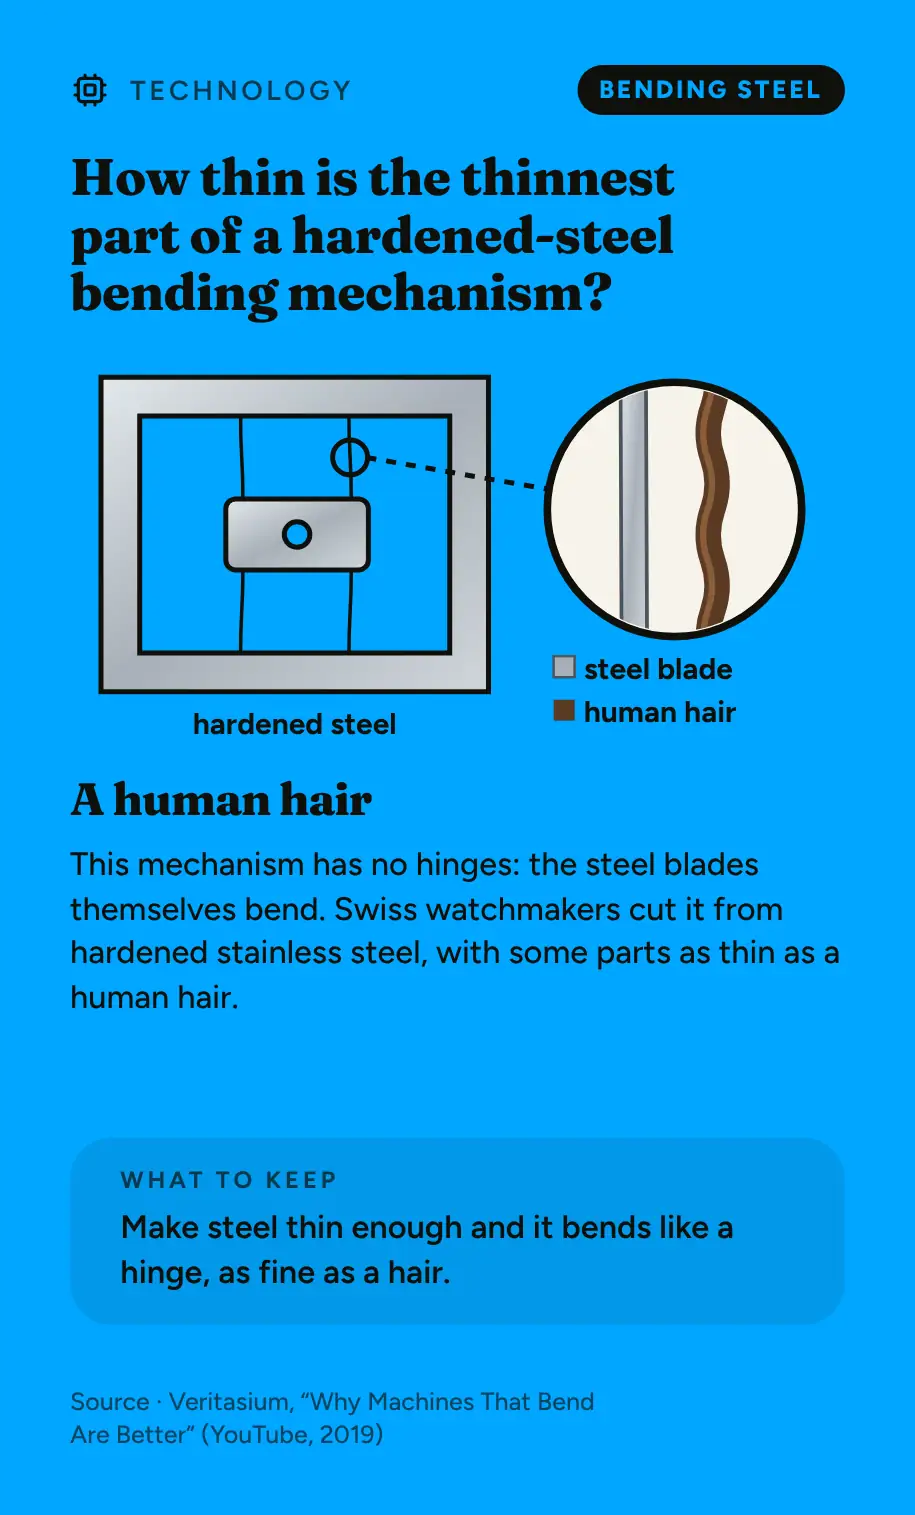 TECHNOLOGY
BENDING STEEL
How thin is the thinnest
part of a hardened-steel
bending mechanism?
hardened steel
steel blade
human hair
A human hair
This mechanism has no hinges: the steel blades
themselves bend. Swiss watchmakers cut it from
hardened stainless steel, with some parts as thin as a
human hair.
WHAT TO KEEP
Make steel thin enough and it bends like a
hinge, as fine as a hair.
Source · Veritasium, “Why Machines That Bend
Are Better” (YouTube, 2019)